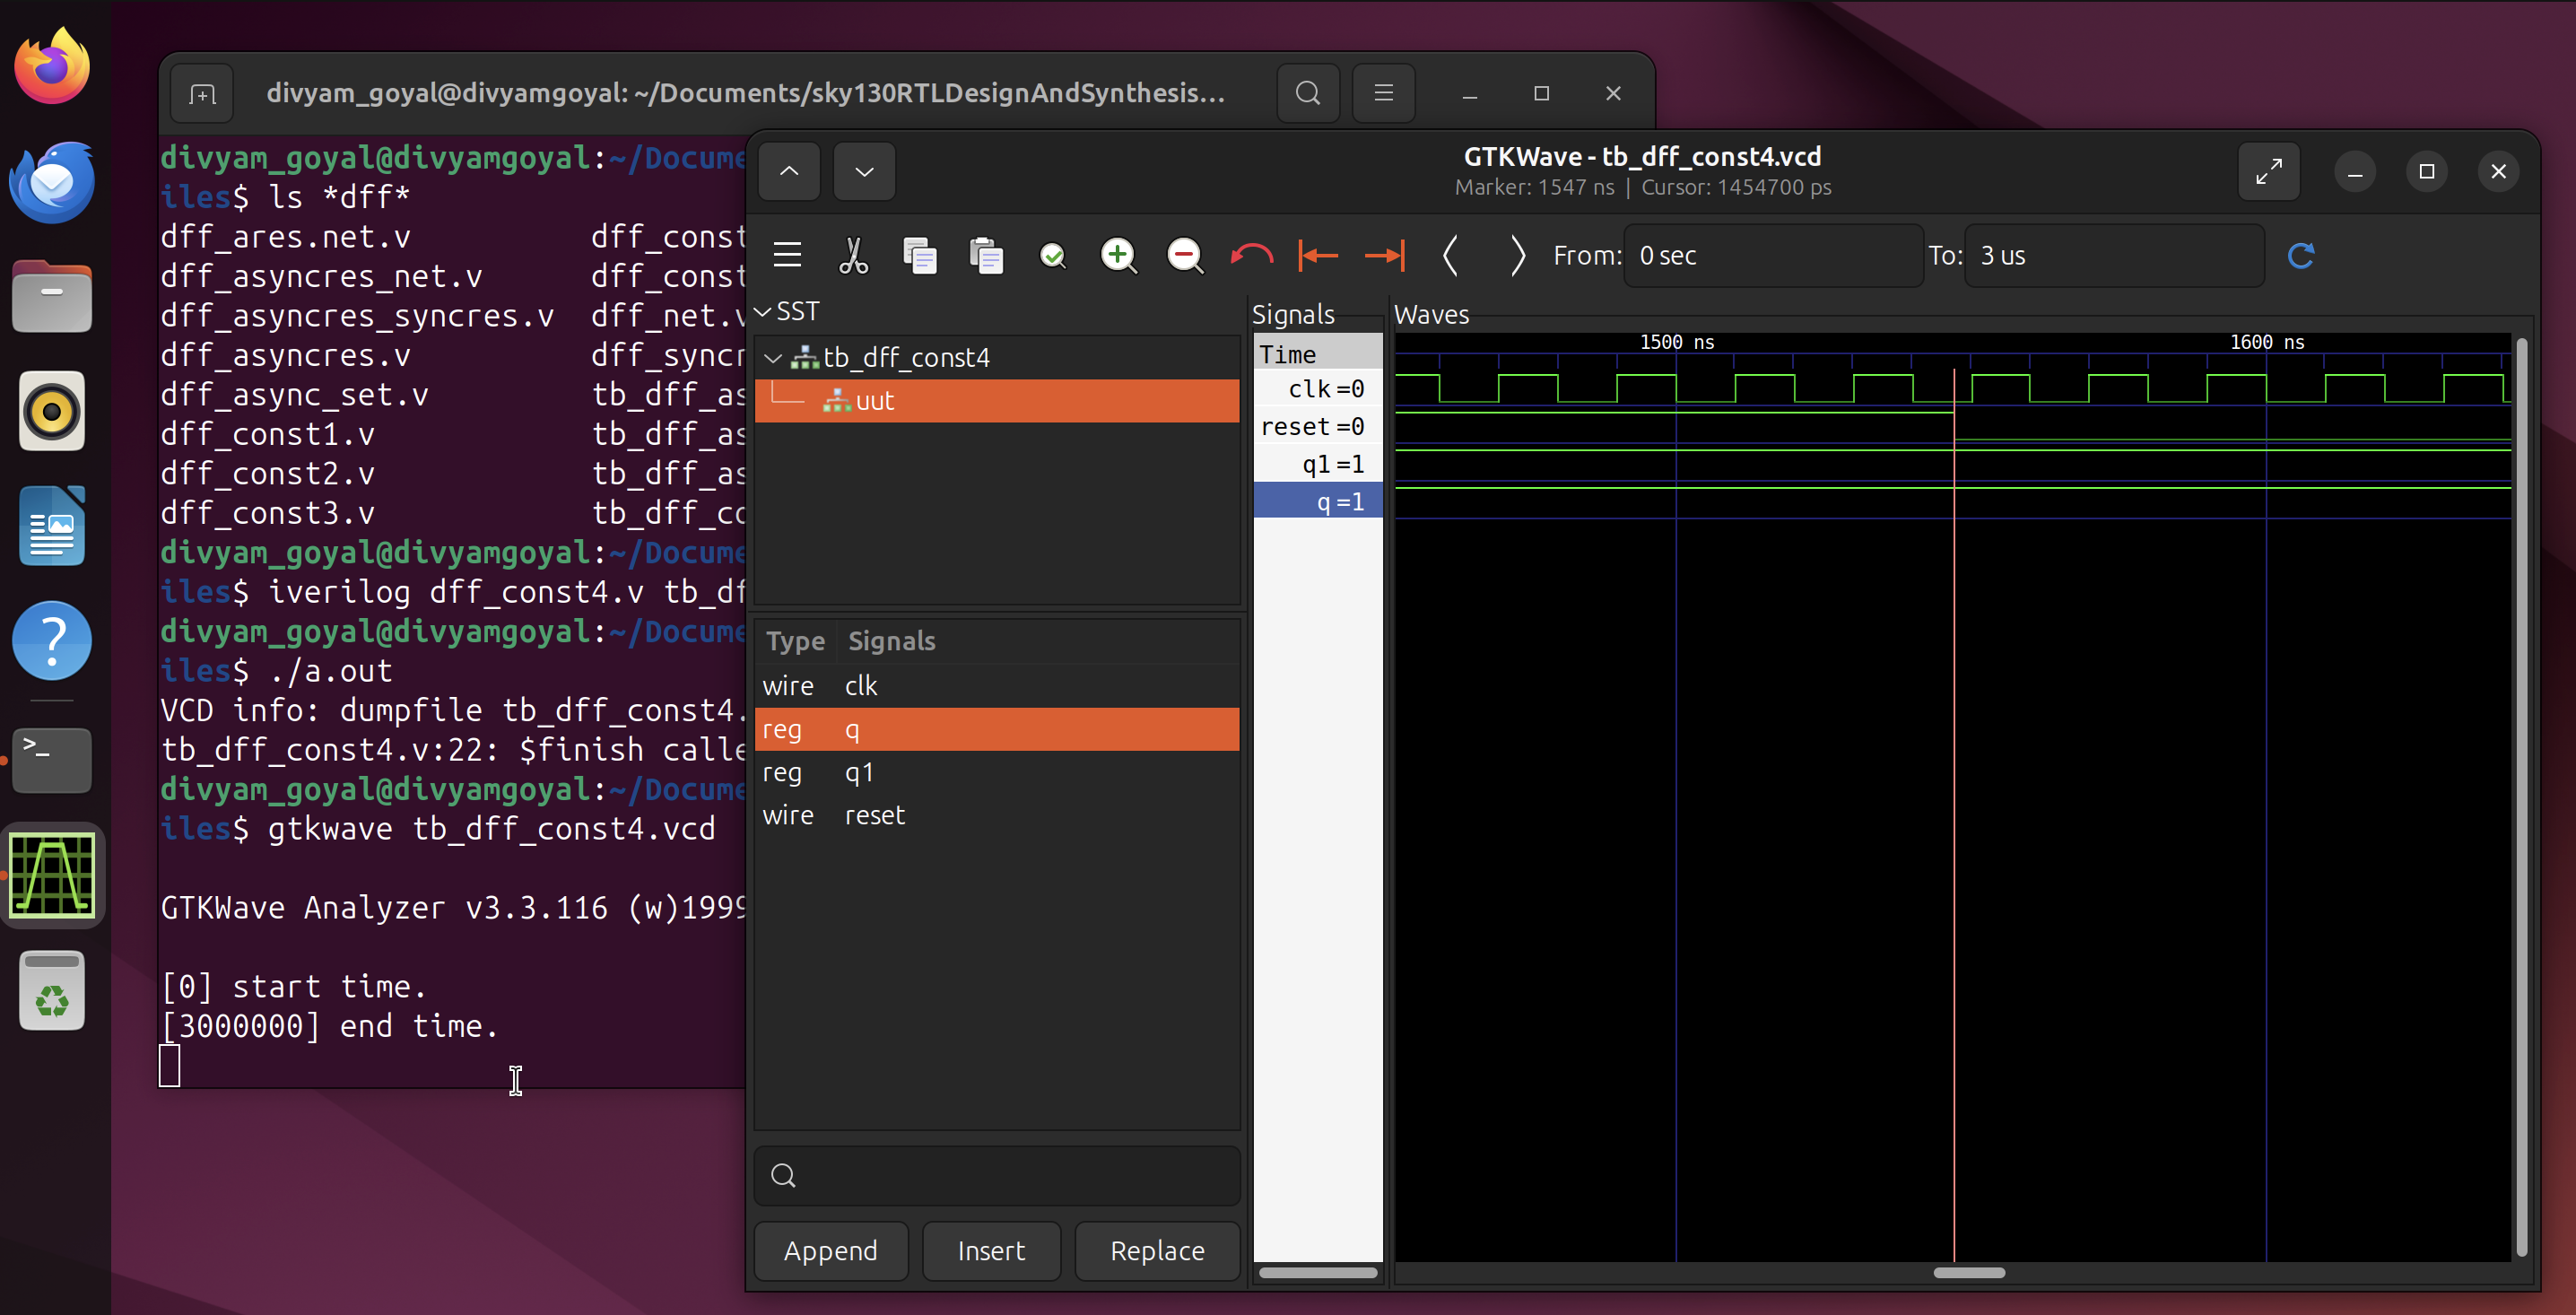 divyam_goyal@divyamgoyal: ~/Documents/sky130RTLDesignAndSynthesis...
divyam_goyal@divyamgoyal:~/Docume
iles$ ls *dff*
dff_ares.net.v dff_const
dff_asyncres_net.v dff_const
dff_asyncres_syncres.v dff_net.v
dff_asyncres.v dff_syncr
dff_async_set.v tb_dff_as
dff_const1.v tb_dff_as
dff_const2.v tb_dff_as
dff_const3.v tb_dff_co
divyam_goyal@divyamgoyal:~/Docume
iles$ iverilog dff_const4.v tb_df
divyam_goyal@divyamgoyal:~/Docume
iles$ ./a.out
VCD info: dumpfile tb_dff_const4.
tb_dff_const4.v:22: $finish calle
divyam_goyal@divyamgoyal:~/Docume
iles$ gtkwave tb_dff_const4.vcd
GTKWave Analyzer v3.3.116 (w)1999
[0] start time.
[3000000] end time.
GTKWave - tb_dff_const4.vcd
Marker: 1547 ns | Cursor: 1454700 ps
From: 0 sec To: 3 us
SST
tb_dff_const4
uut
Type Signals
wire clk
reg q
reg q1
wire reset
Append Insert Replace
Signals
Time
clk =0
reset =0
q1 =1
q =1
Waves
1500 ns 1600 ns